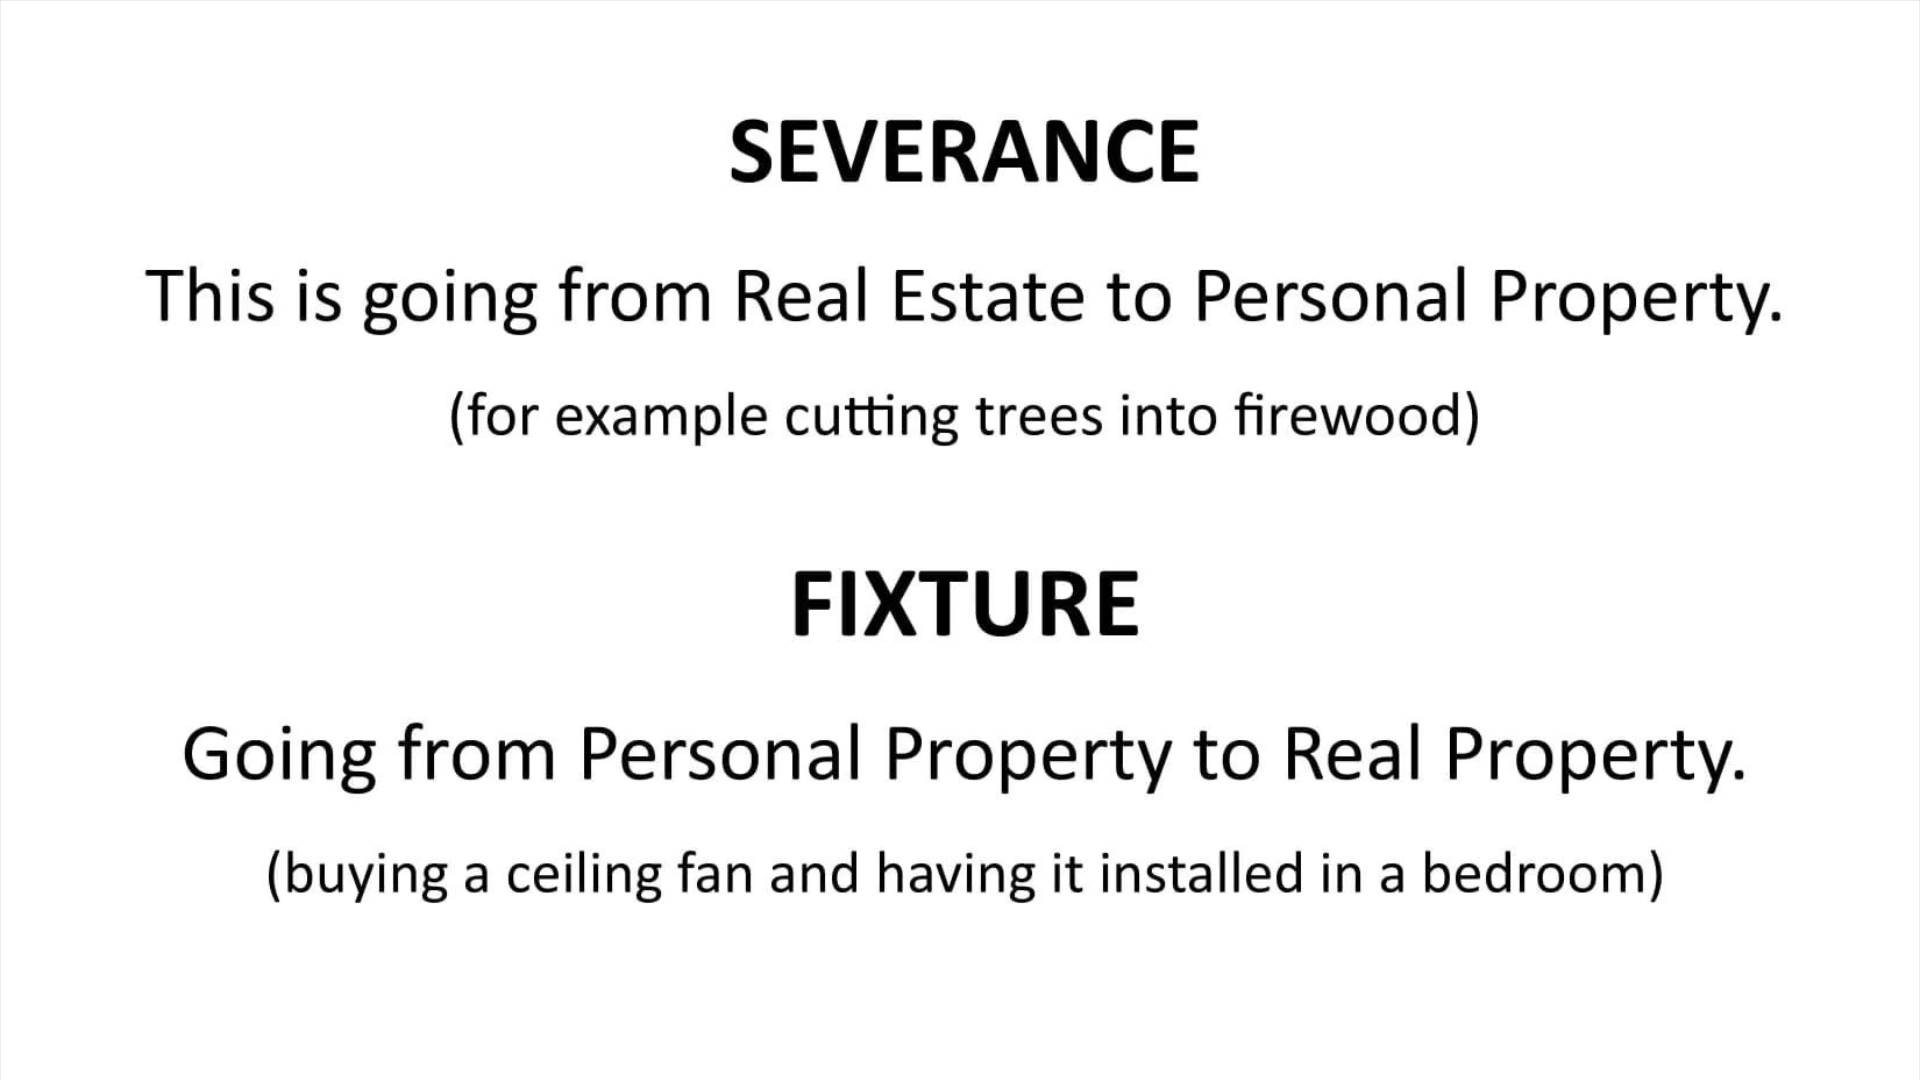 SEVERANCE
This is going from Real Estate to Personal Property.
(for example cutting trees into firewood)
FIXTURE
Going from Personal Property to Real Property.
(buying a ceiling fan and having it installed in a bedroom)